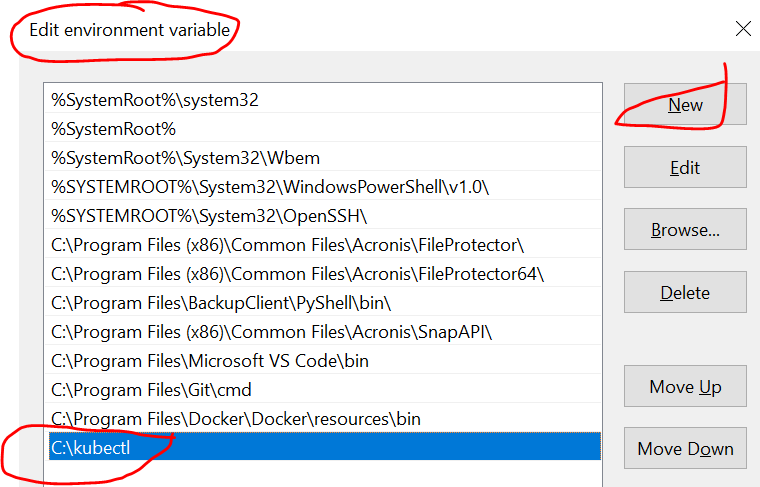 Edit environment variable
%SystemRoot%\system32
%SystemRoot%
%SystemRoot%\System32\Wbem
%SYSTEMROOT%\System32\WindowsPowerShell\v1.0\
%SYSTEMROOT%\System32\OpenSSH\
C:\Program Files (x86)\Common Files\Acronis\FileProtector\
C:\Program Files (x86)\Common Files\Acronis\FileProtector64\
C:\Program Files\BackupClient\PyShell\bin\
C:\Program Files (x86)\Common Files\Acronis\SnapAPI\
C:\Program Files\Microsoft VS Code\bin
C:\Program Files\Git\cmd
C:\Program Files\Docker\Docker\resources\bin
C:\kubectl
New
Edit
Browse...
Delete
Move Up
Move Down